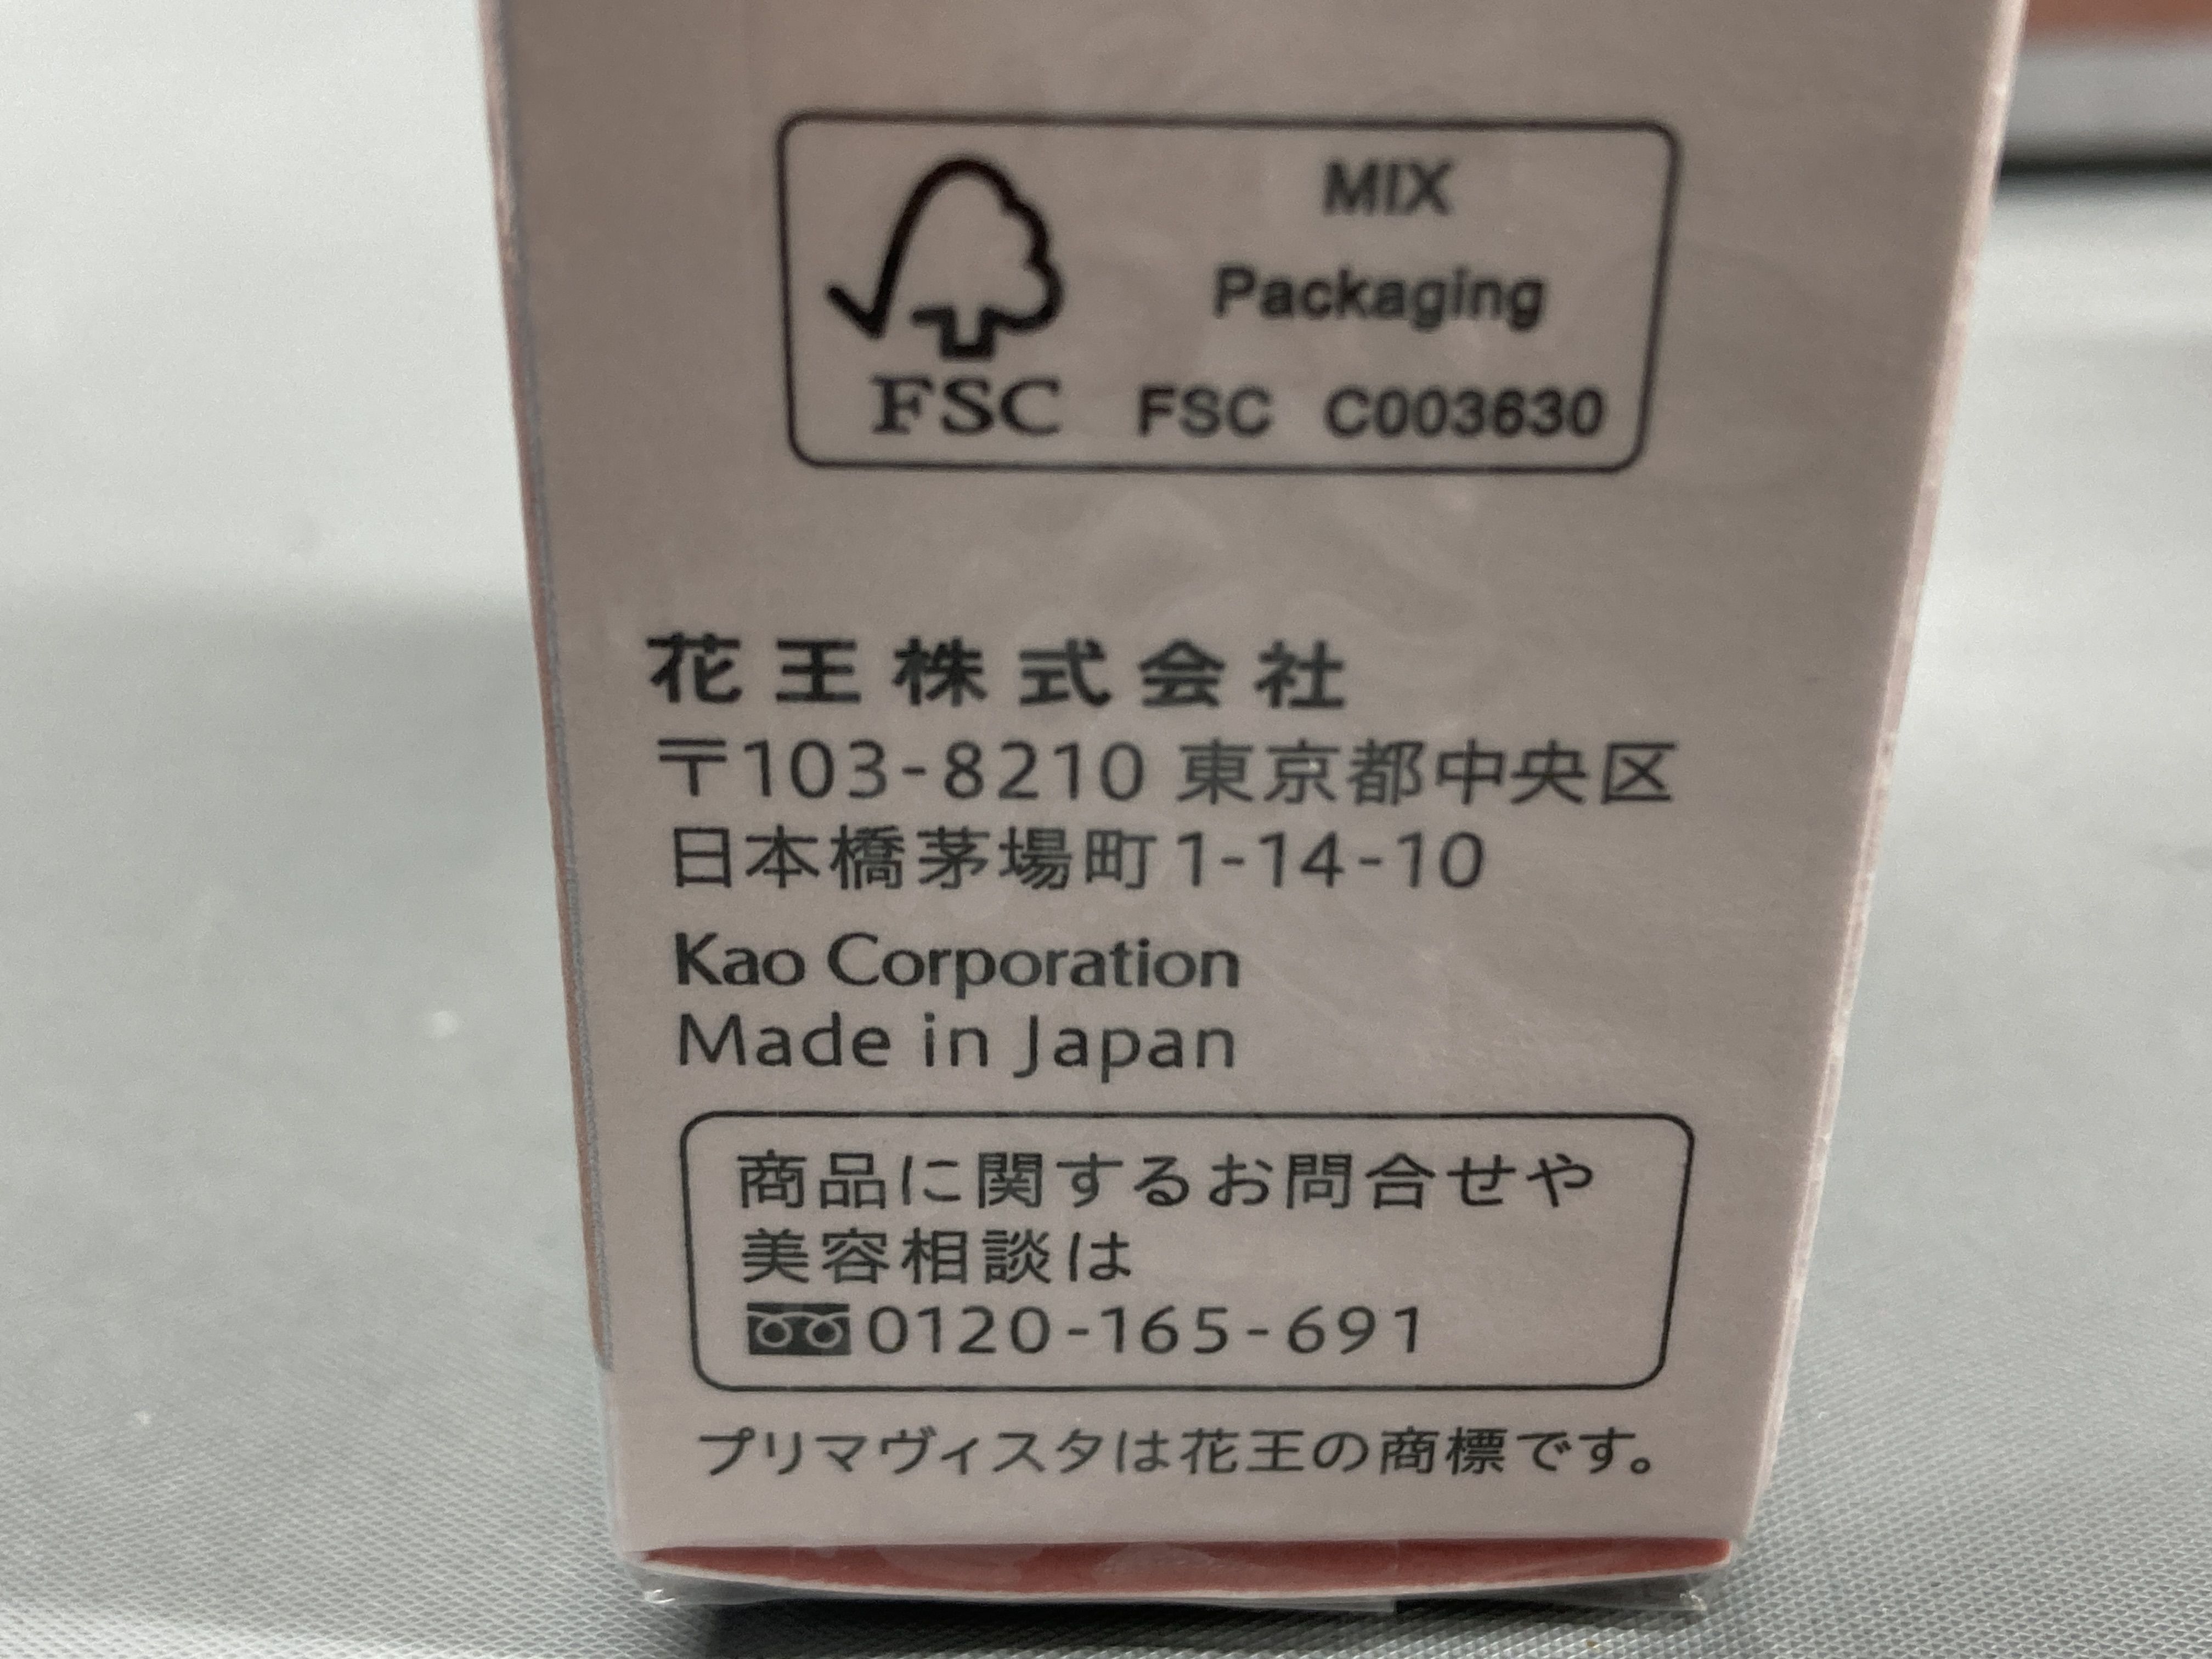 MIX
Packaging
FSC FSC C003630
花王株式会社
〒103-8210 東京都中央区
日本橋茅場町1-14-10
Kao Corporation
Made in Japan
商品に関するお問合せや
美容相談は
0120-165-691
プリマヴィスタは花王の商標です。